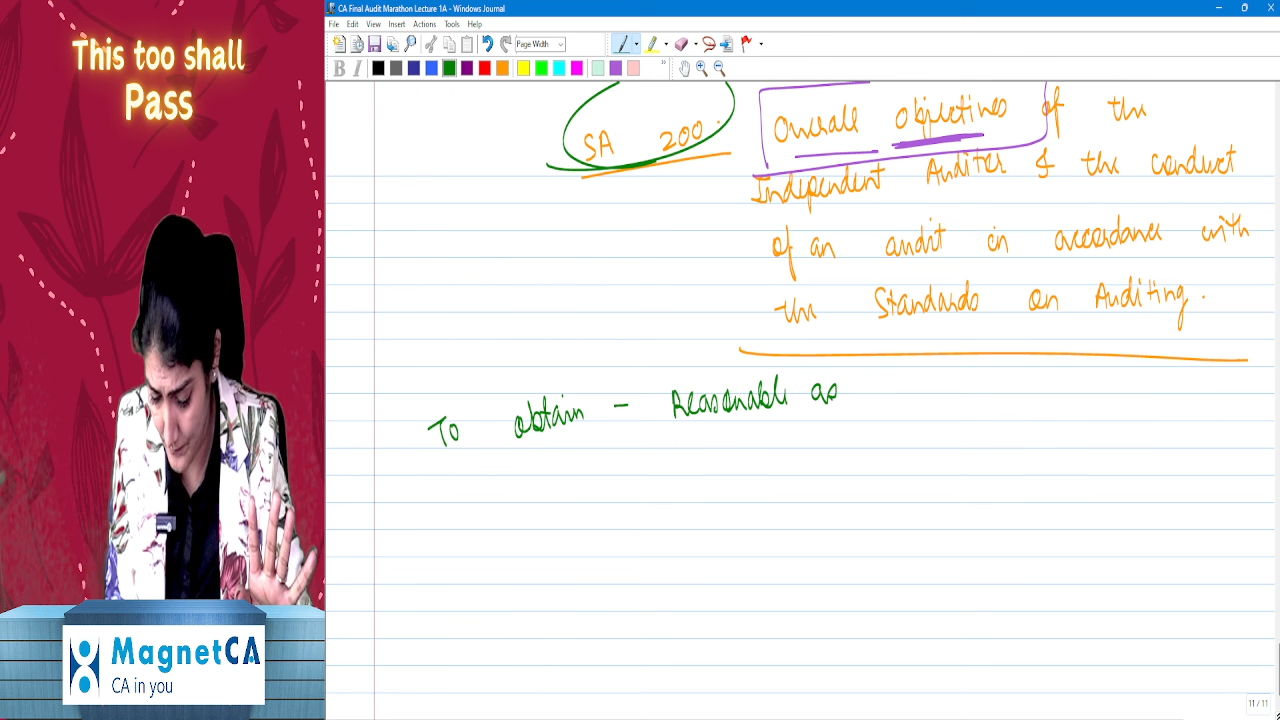 CA Final Audit Marathon Lecture 1A - Windows Journal
File Edit View Insert Actions Tools Help
Page Width
B I
This too shall
Pass
SA 200. Overall objectives of the
Independent Auditor & the conduct
of an audit in accordance with
the Standards on Auditing.
To obtain - Reasonable as
MagnetCA
CA in you
11 / 11